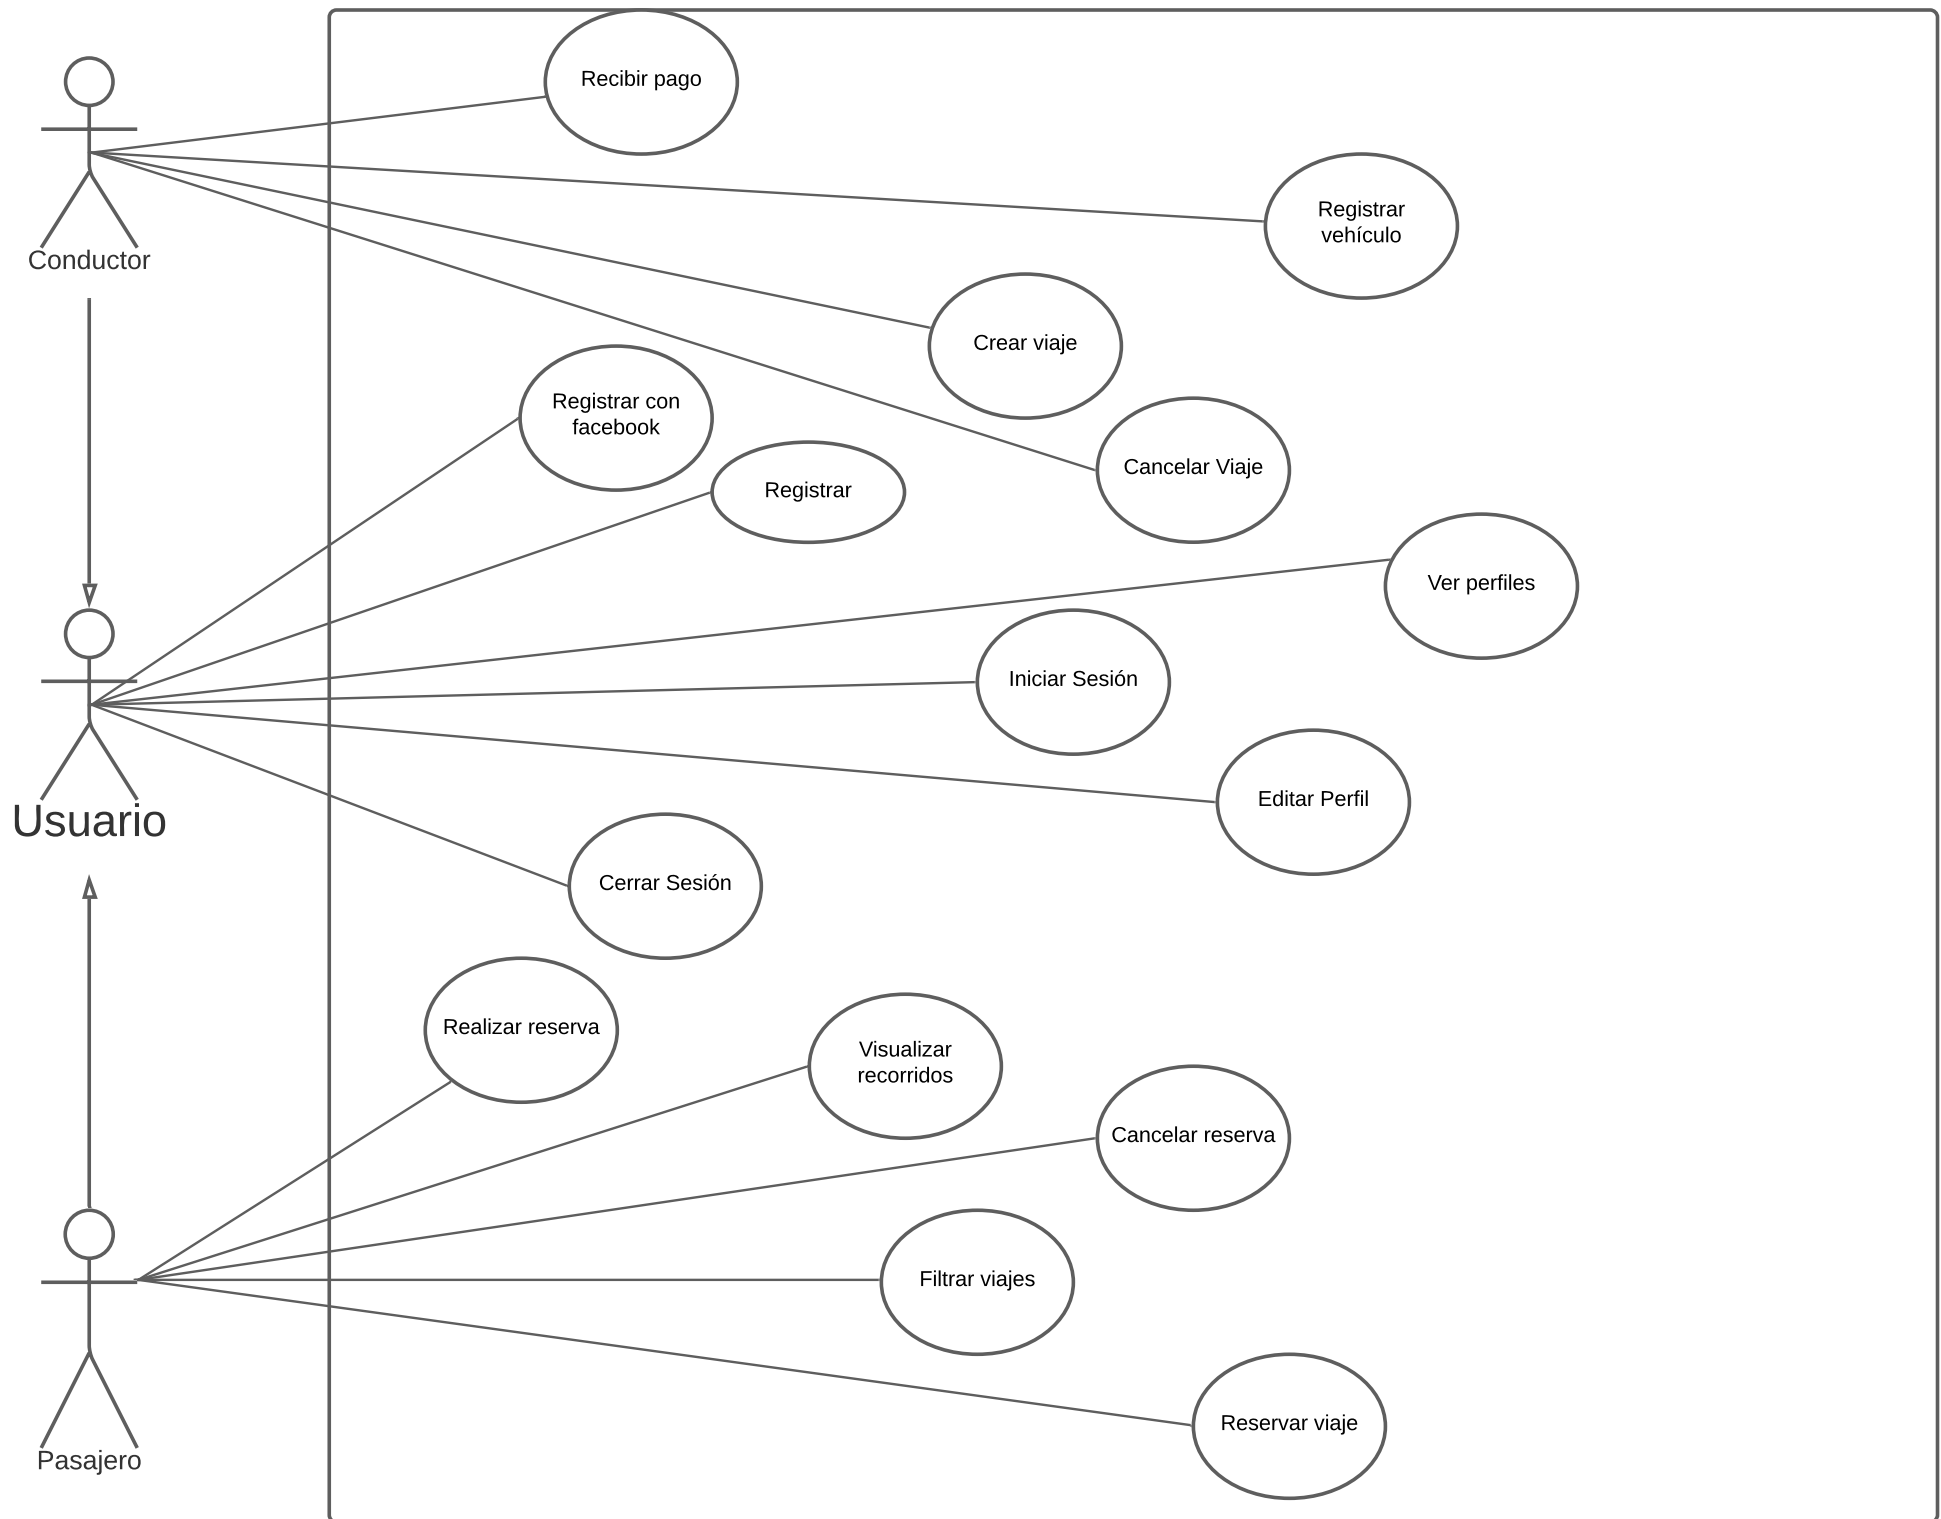 Recibir pago
Registrar
vehículo
Conductor
Crear viaje
Registrar con
facebook
Cancelar Viaje
Registrar
Ver perfiles
Iniciar Sesión
Editar Perfil
Usuario
Cerrar Sesión
Realizar reserva
Visualizar
recorridos
Cancelar reserva
Filtrar viajes
Reservar viaje
Pasajero